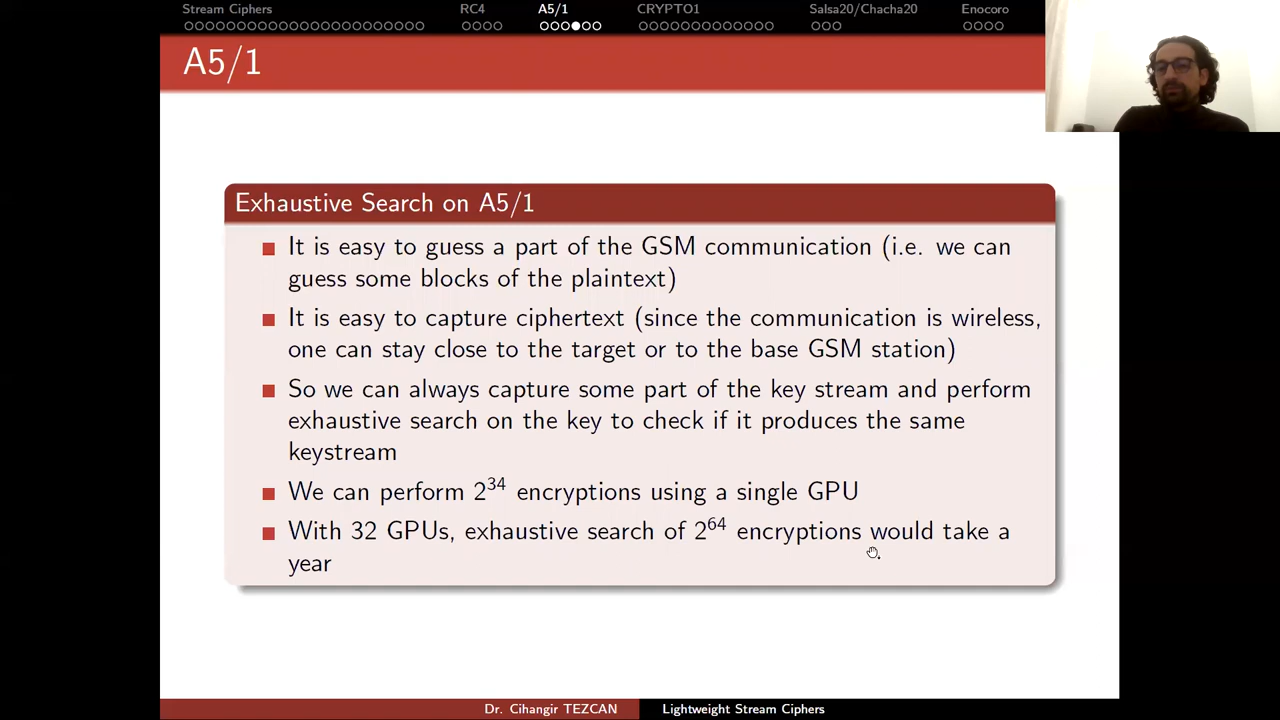 Stream Ciphers RC4 A5/1 CRYPTO1 Salsa20/Chacha20 Enocoro
A5/1
Exhaustive Search on A5/1
It is easy to guess a part of the GSM communication (i.e. we can
guess some blocks of the plaintext)
It is easy to capture ciphertext (since the communication is wireless,
one can stay close to the target or to the base GSM station)
So we can always capture some part of the key stream and perform
exhaustive search on the key to check if it produces the same
keystream
We can perform 2^34 encryptions using a single GPU
With 32 GPUs, exhaustive search of 2^64 encryptions would take a
year
Dr. Cihangir TEZCAN Lightweight Stream Ciphers